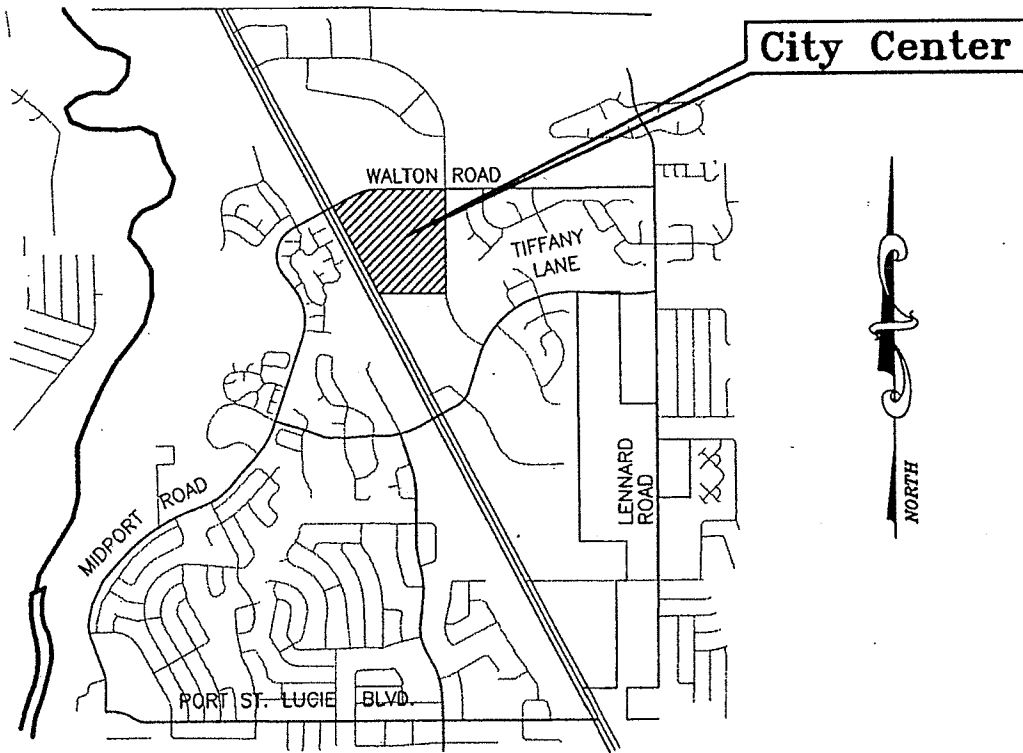 City Center
WALTON ROAD
TIFFANY
LANE
LENNARD
ROAD
MIDPORT ROAD
NORTH
PORT ST. LUCIE BLVD.